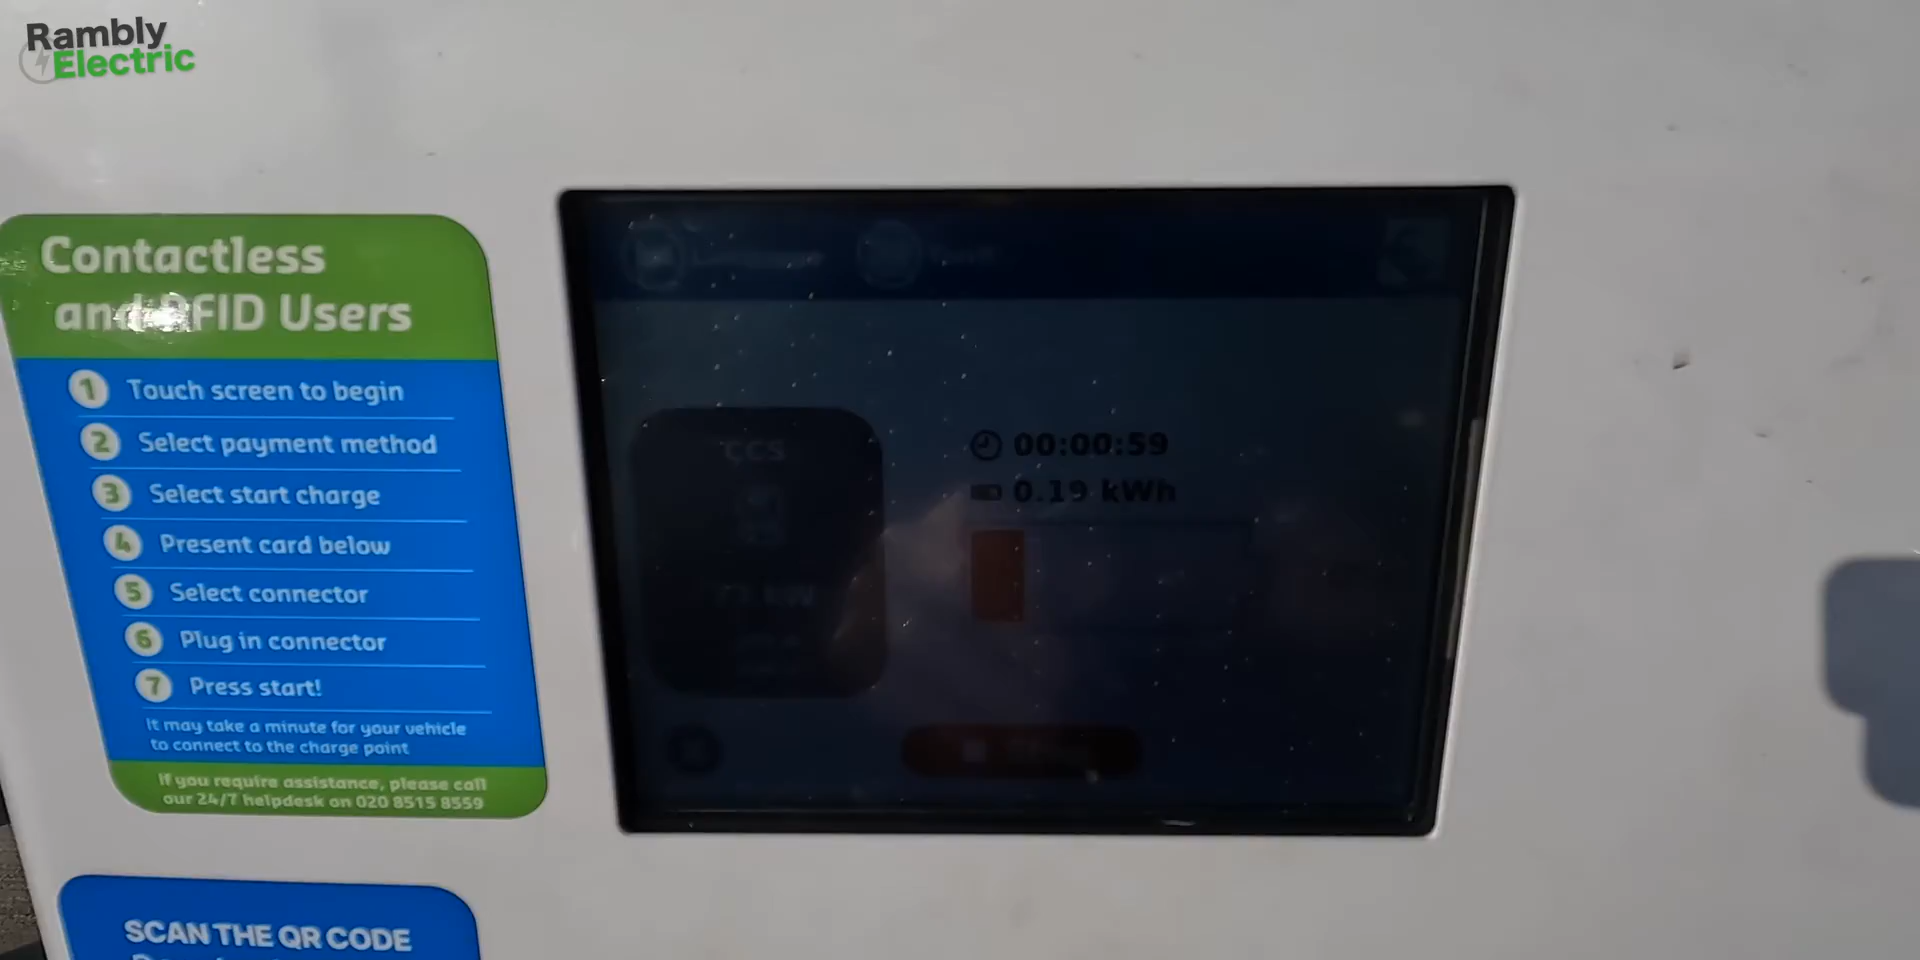 Rambly
Electric
Contactless
and RFID Users
1 Touch screen to begin
2 Select payment method
3 Select start charge
4 Present card below
5 Select connector
6 Plug in connector
7 Press start!
It may take a minute for your vehicle
to connect to the charge point
If you require assistance, please call
our 24/7 helpdesk on 020 8515 8559
SCAN THE QR CODE
CCS
00:00:59
0.19 kWh